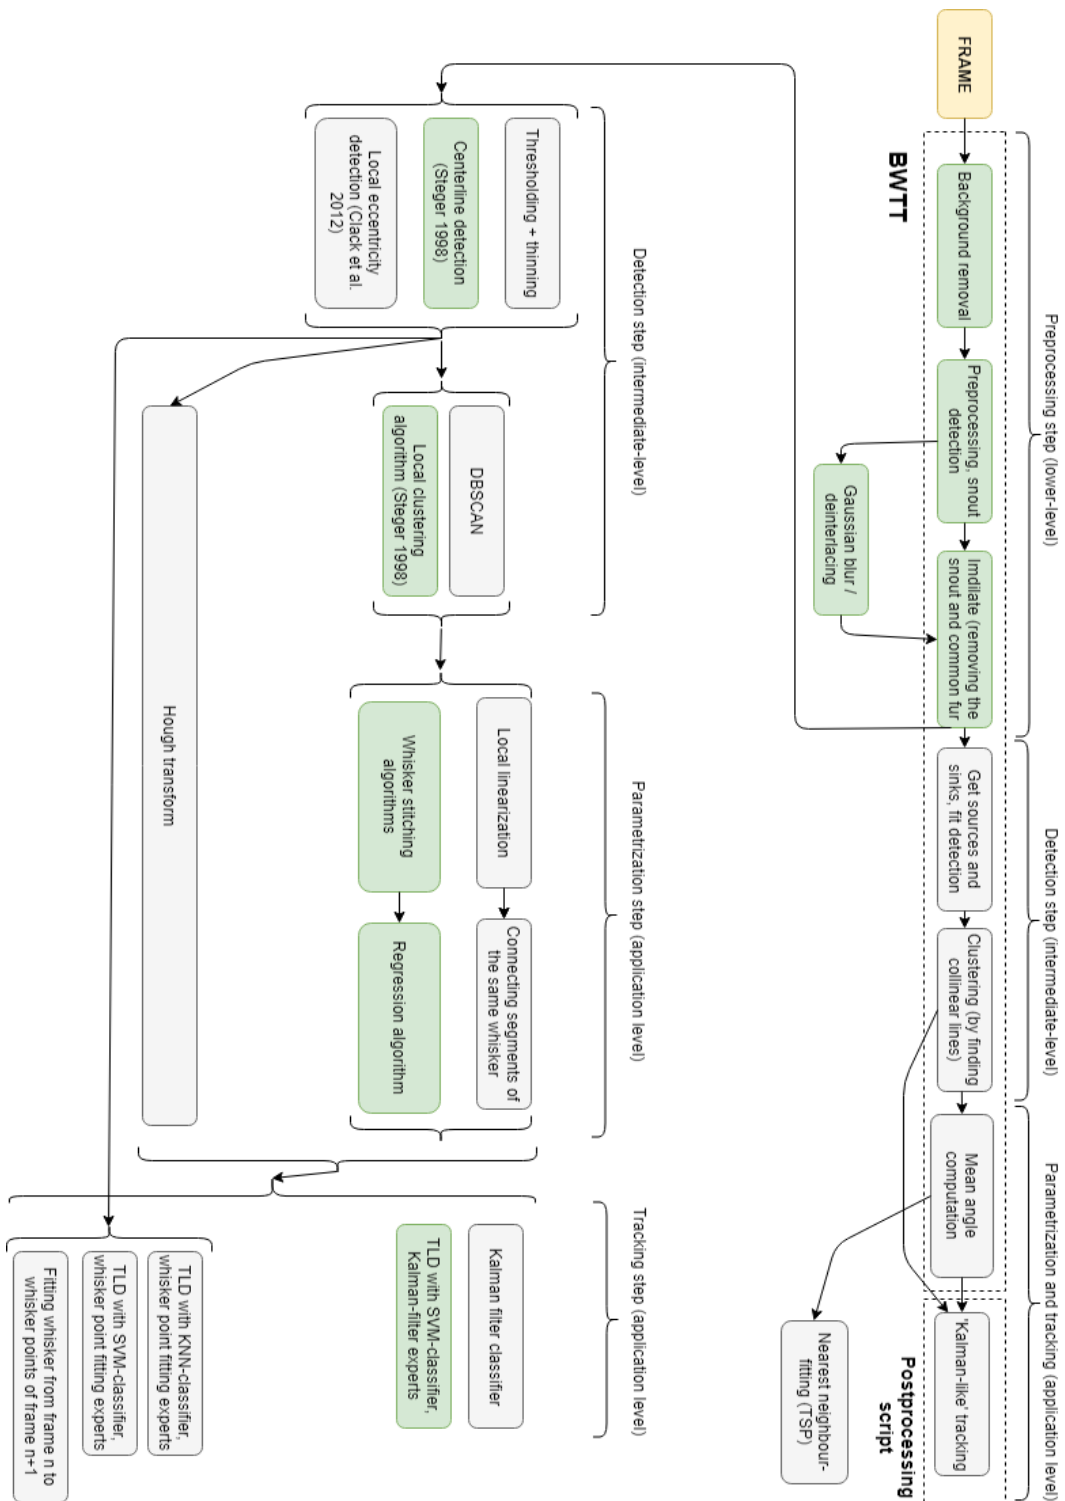 Preprocessing step (lower-level)
Detection step (intermediate-level)
Parametrization and tracking (application level)
FRAME
Background removal
Preprocessing, snout
detection
Imdilate (removing the
snout and common fur
Get sources and
sinks, fit detection
Clustering (by finding
collinear lines)
Mean angle
computation
'Kalman-like' tracking
BWTT
Gaussian blur /
deinterlacing
Nearest neighbour-
fitting (TSP)
Postprocessing
script
Detection step (intermediate-level)
Parametrization step (application level)
Tracking step (application level)
Thresholding + thinning
Centerline detection
(Steger 1998)
Local eccentricity
detection (Clack et al.
2012)
DBSCAN
Local clustering
algorithm (Steger 1998)
Local linearization
Connecting segments of
the same whisker
Whisker stitching
algorithms
Regression algorithm
Hough transform
Kalman filter classifier
TLD with SVM-classifier,
Kalman-filter experts
TLD with KNN-classifier,
whisker point fitting experts
TLD with SVM-classifier,
whisker point fitting experts
Fitting whisker from frame n to
whisker points of frame n+1